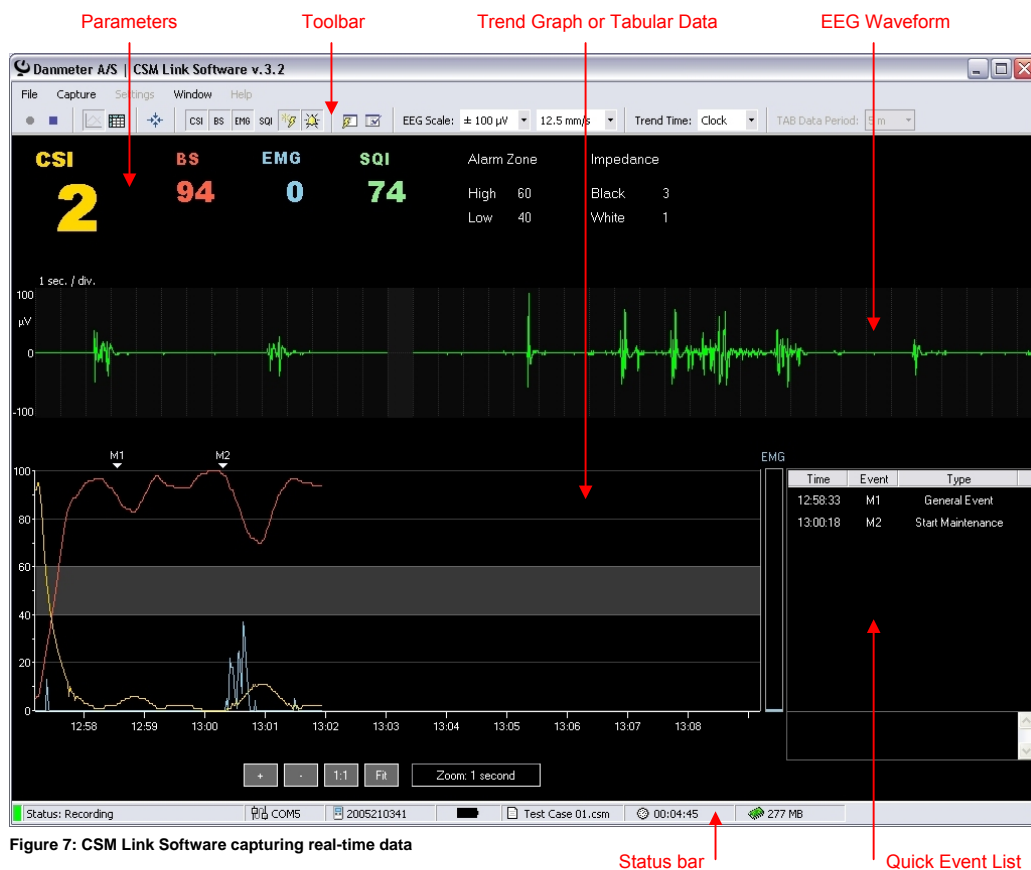 Parameters Toolbar Trend Graph or Tabular Data EEG Waveform
Danmeter A/S | CSM Link Software v.3.2
File Capture Settings Window Help
CSI BS EMG SQI EEG Scale: ± 100 µV 12.5 mm/s Trend Time: Clock TAB Data Period: 5 m
CSI BS EMG SQI Alarm Zone Impedance
2 94 0 74
High 60 Black 3
Low 40 White 1
1 sec. / div.
100
µV
0
-100
M1 M2 EMG
100
80
60
40
20
0
12:58 12:59 13:00 13:01 13:02 13:03 13:04 13:05 13:06 13:07 13:08
Time Event Type
12:58:33 M1 General Event
13:00:18 M2 Start Maintenance
+ - 1:1 Fit Zoom: 1 second
Status: Recording COM5 2005210341 Test Case 01.csm 00:04:45 277 MB
Figure 7: CSM Link Software capturing real-time data
Status bar Quick Event List